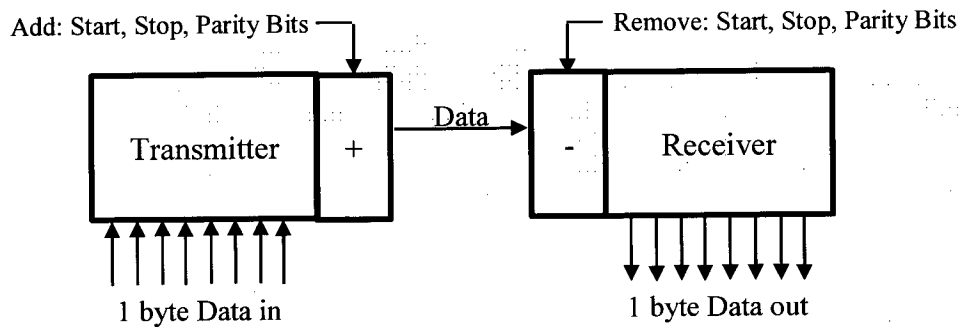 Add: Start, Stop, Parity Bits
Remove: Start, Stop, Parity Bits
Transmitter
+
Data
-
Receiver
1 byte Data in
1 byte Data out